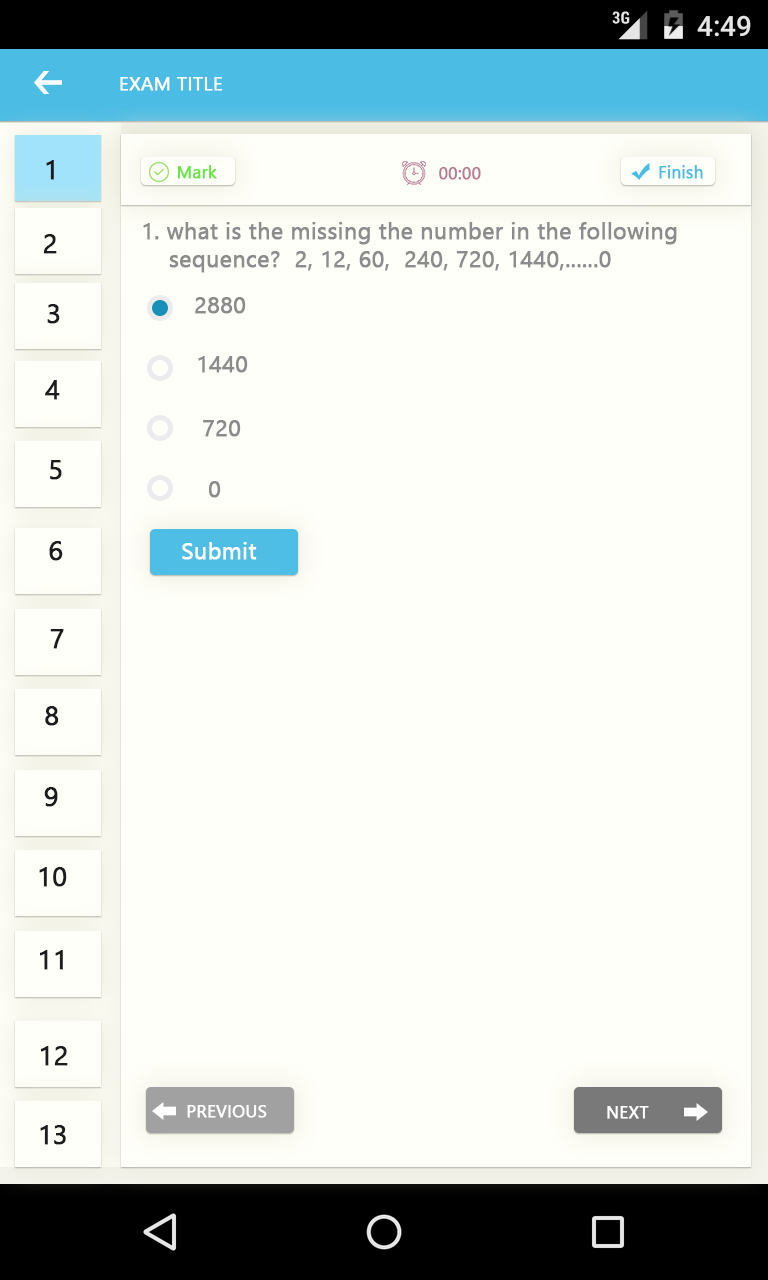 3G 4:49
EXAM TITLE
1
2
3
4
5
6
7
8
9
10
11
12
13
Mark 00:00 Finish
1. what is the missing the number in the following
sequence? 2, 12, 60, 240, 720, 1440,......0
2880
1440
720
0
Submit
PREVIOUS NEXT